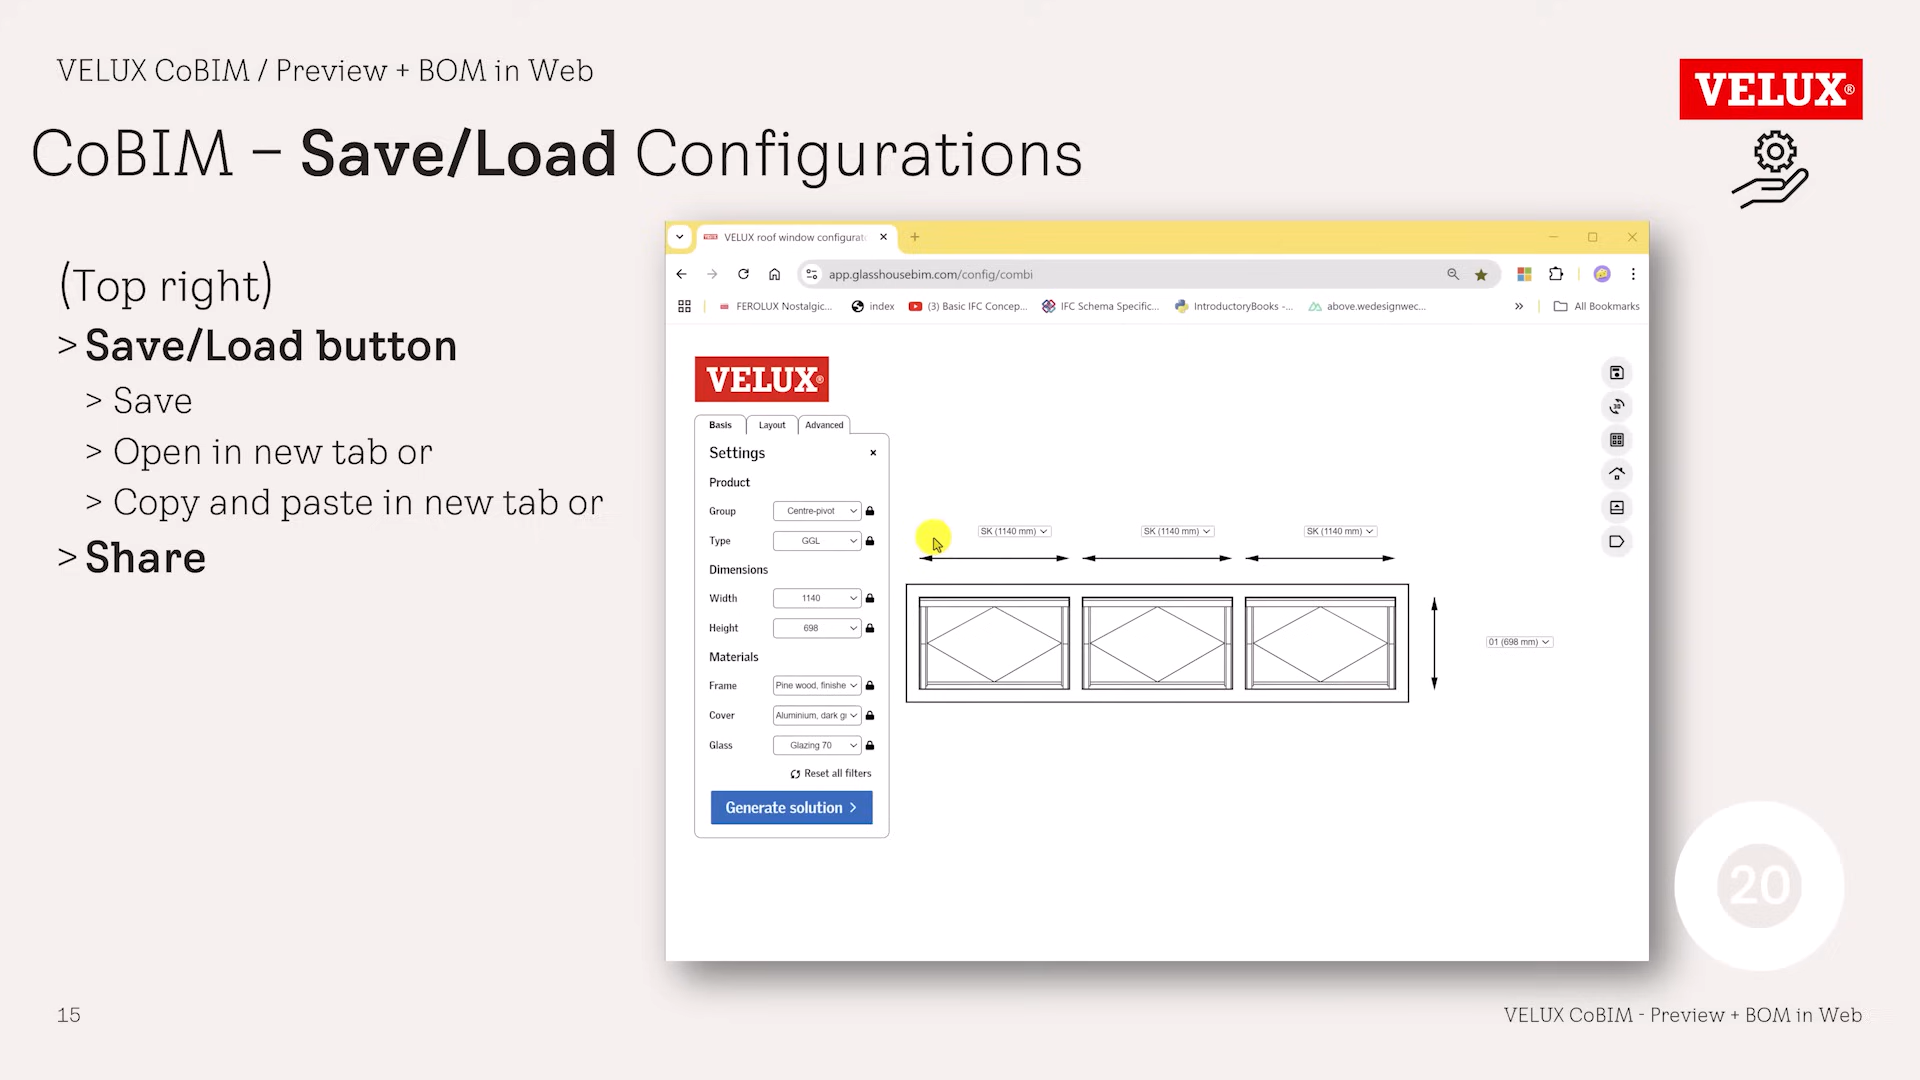 VELUX CoBIM / Preview + BOM in Web
VELUX®
CoBIM – Save/Load Configurations
(Top right)
> Save/Load button
> Save
> Open in new tab or
> Copy and paste in new tab or
> Share
VELUX roof window configurat
app.glasshousebim.com/config/combi
FEROLUX Nostalgic...
index
(3) Basic IFC Concep...
IFC Schema Specific...
IntroductoryBooks -...
above.wedesignwec...
»
All Bookmarks
VELUX®
Basis
Layout
Advanced
Settings
Product
Group
Centre-pivot
Type
GGL
Dimensions
Width
1140
Height
698
Materials
Frame
Pine wood, finishe
Cover
Aluminium, dark gr
Glass
Glazing 70
Reset all filters
Generate solution >
SK (1140 mm)
SK (1140 mm)
SK (1140 mm)
01 (698 mm)
3D
20
15
VELUX CoBIM - Preview + BOM in Web